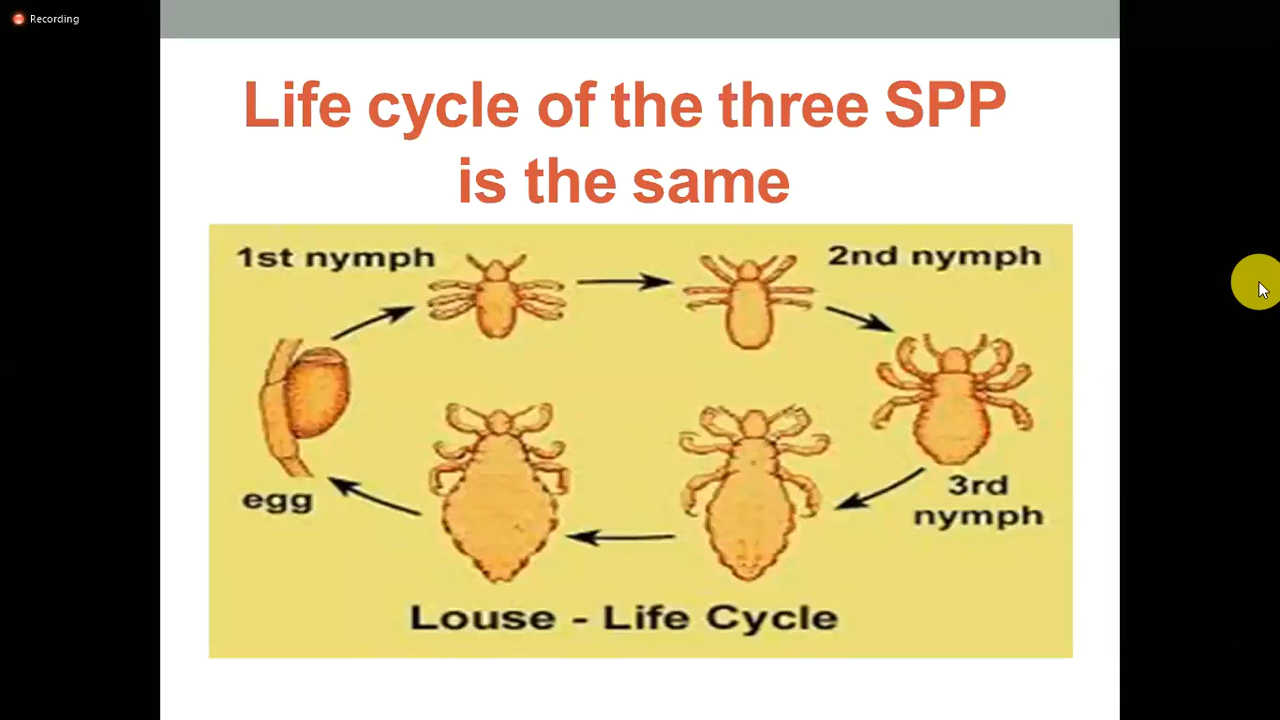 Recording
Life cycle of the three SPP
is the same
1st nymph
2nd nymph
egg
3rd
nymph
Louse - Life Cycle